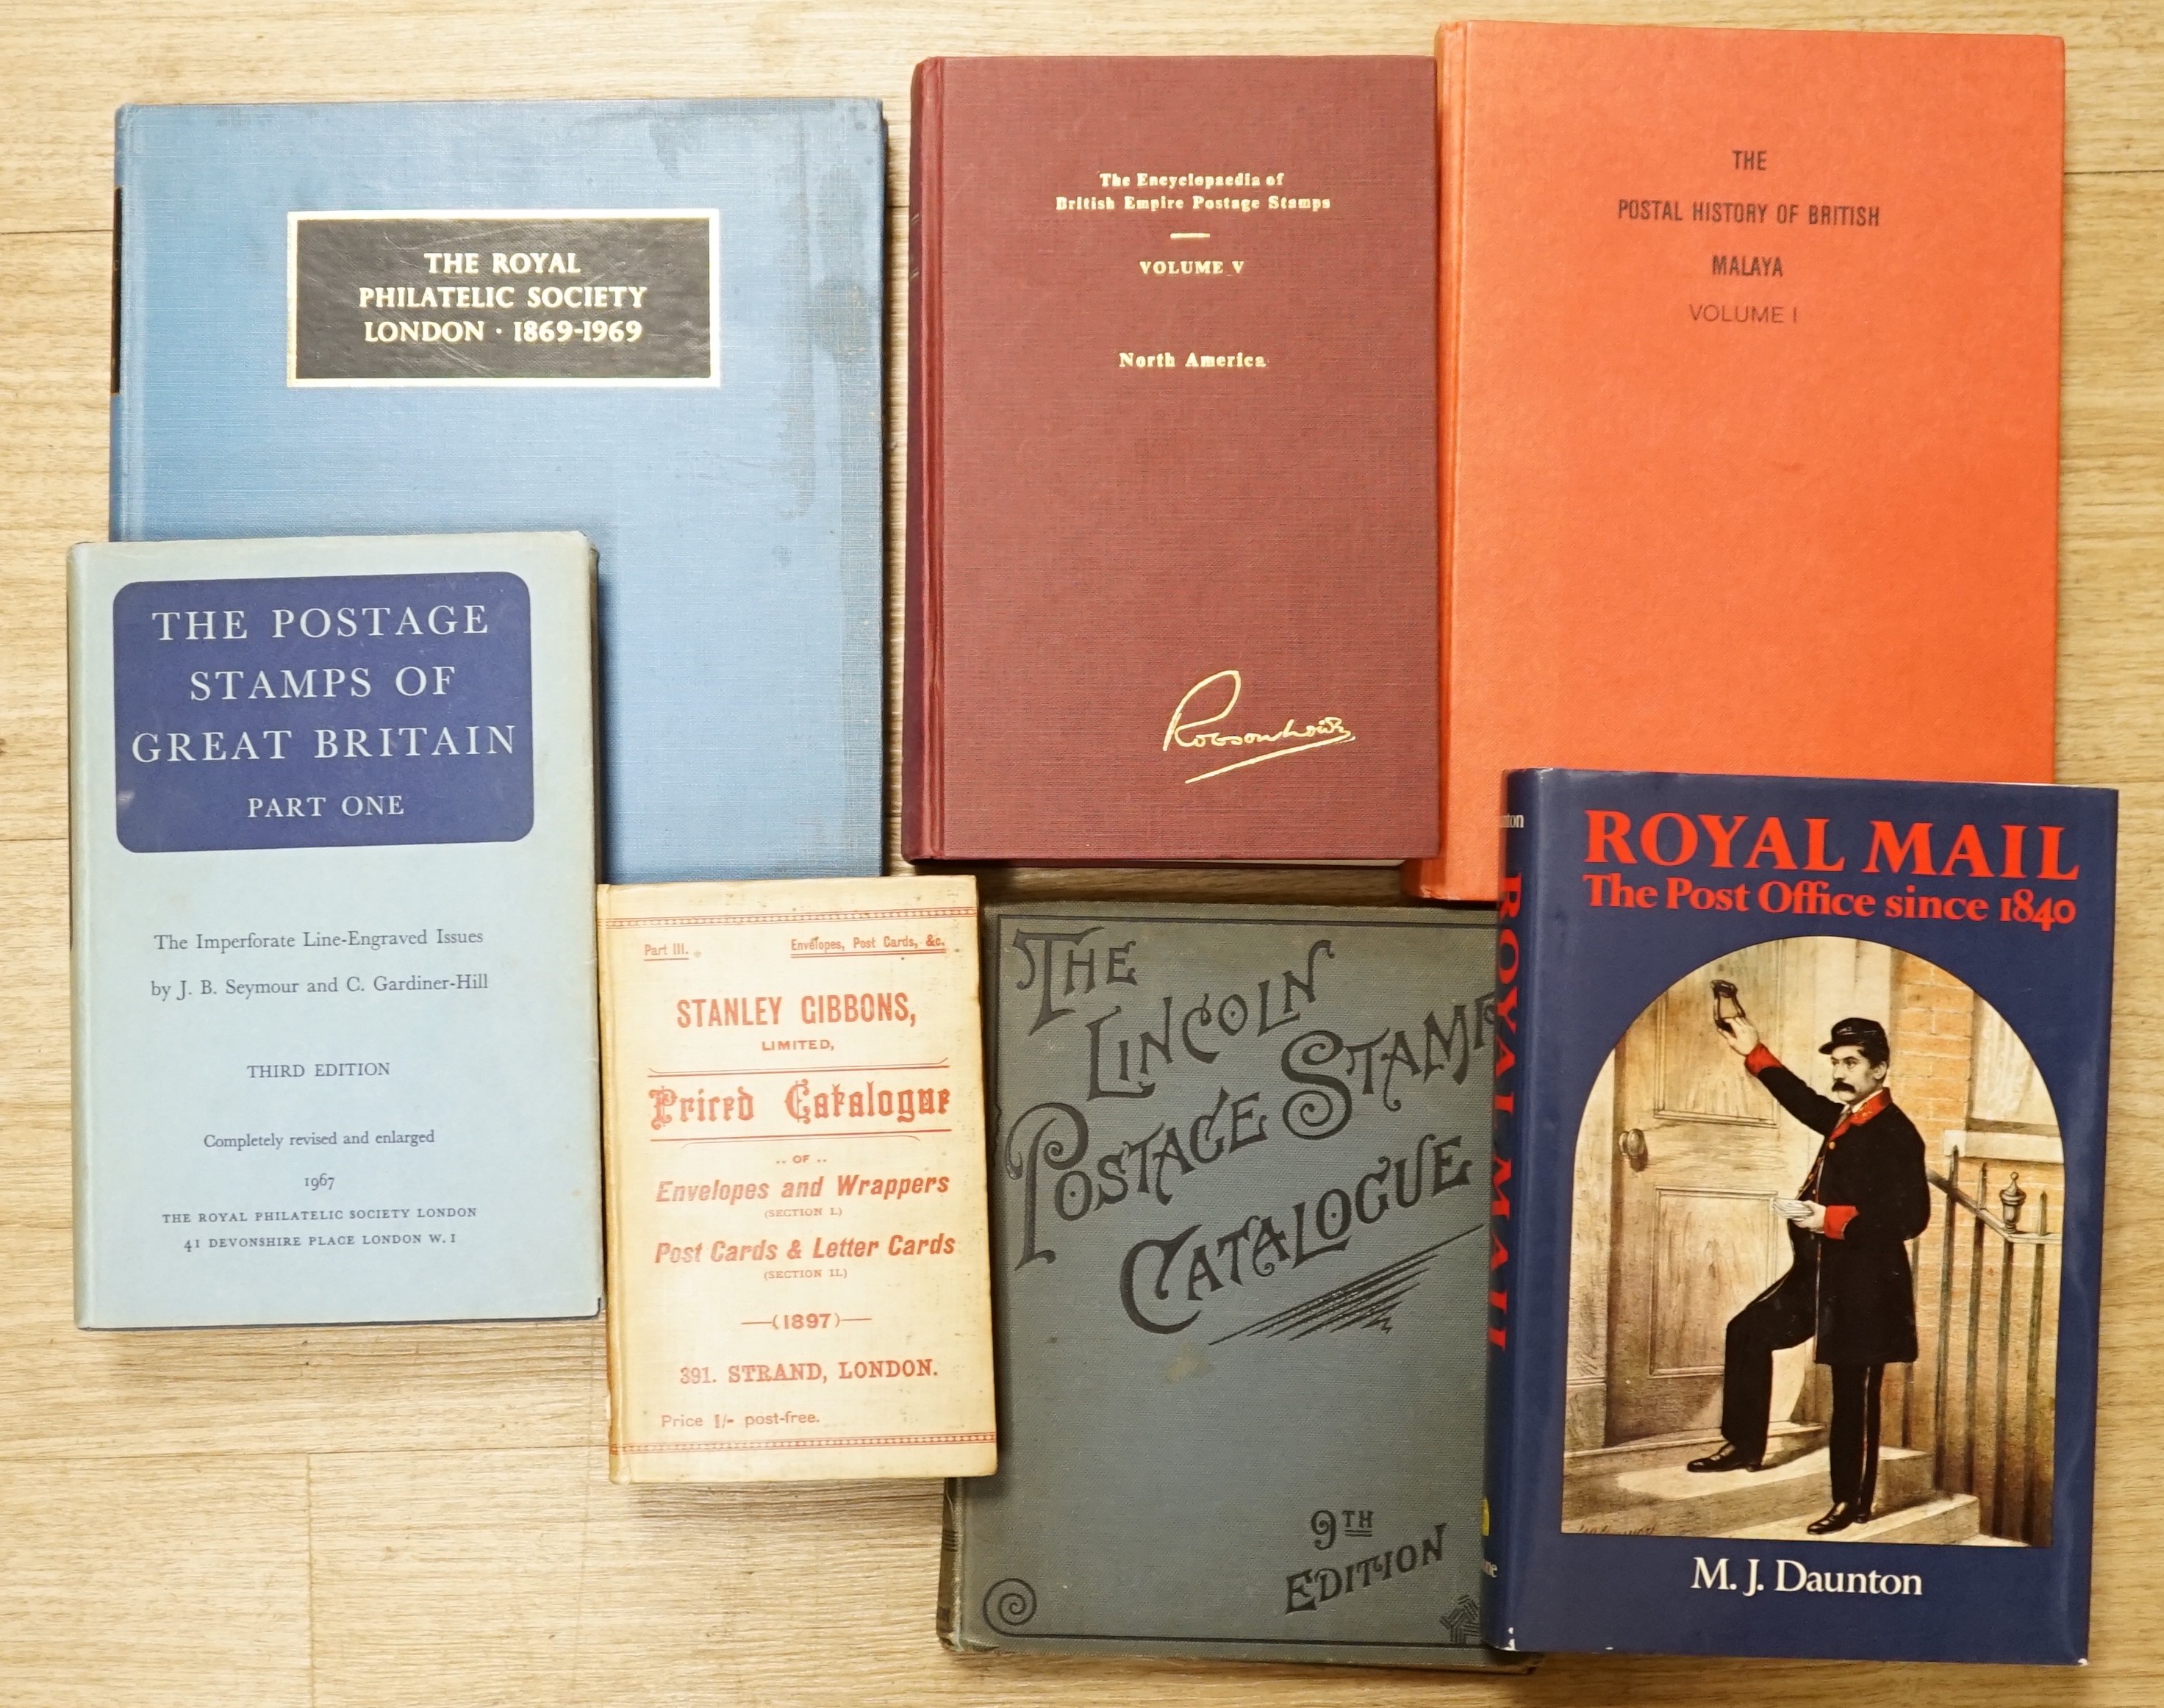 THE ROYAL
PHILATELIC SOCIETY
LONDON · 1869-1969
The Encyclopaedia of
British Empire Postage Stamps
VOLUME V
North America
Robson Lowe
THE
POSTAL HISTORY OF BRITISH
MALAYA
VOLUME I
THE POSTAGE
STAMPS OF
GREAT BRITAIN
PART ONE
The Imperforate Line-Engraved Issues
by J. B. Seymour and C. Gardiner-Hill
THIRD EDITION
Completely revised and enlarged
1967
THE ROYAL PHILATELIC SOCIETY LONDON
41 DEVONSHIRE PLACE LONDON W.1
Part III. Envelopes, Post Cards, &c.
STANLEY GIBBONS,
LIMITED,
Priced Catalogue
.. OF ..
Envelopes and Wrappers
(SECTION I.)
Post Cards & Letter Cards
(SECTION II.)
(1897)
391. STRAND, LONDON.
Price 1/- post-free.
THE
LINCOLN
POSTAGE STAMP
CATALOGUE
9TH
EDITION
ROYAL MAIL
ROYAL MAIL
The Post Office since 1840
M. J. Daunton